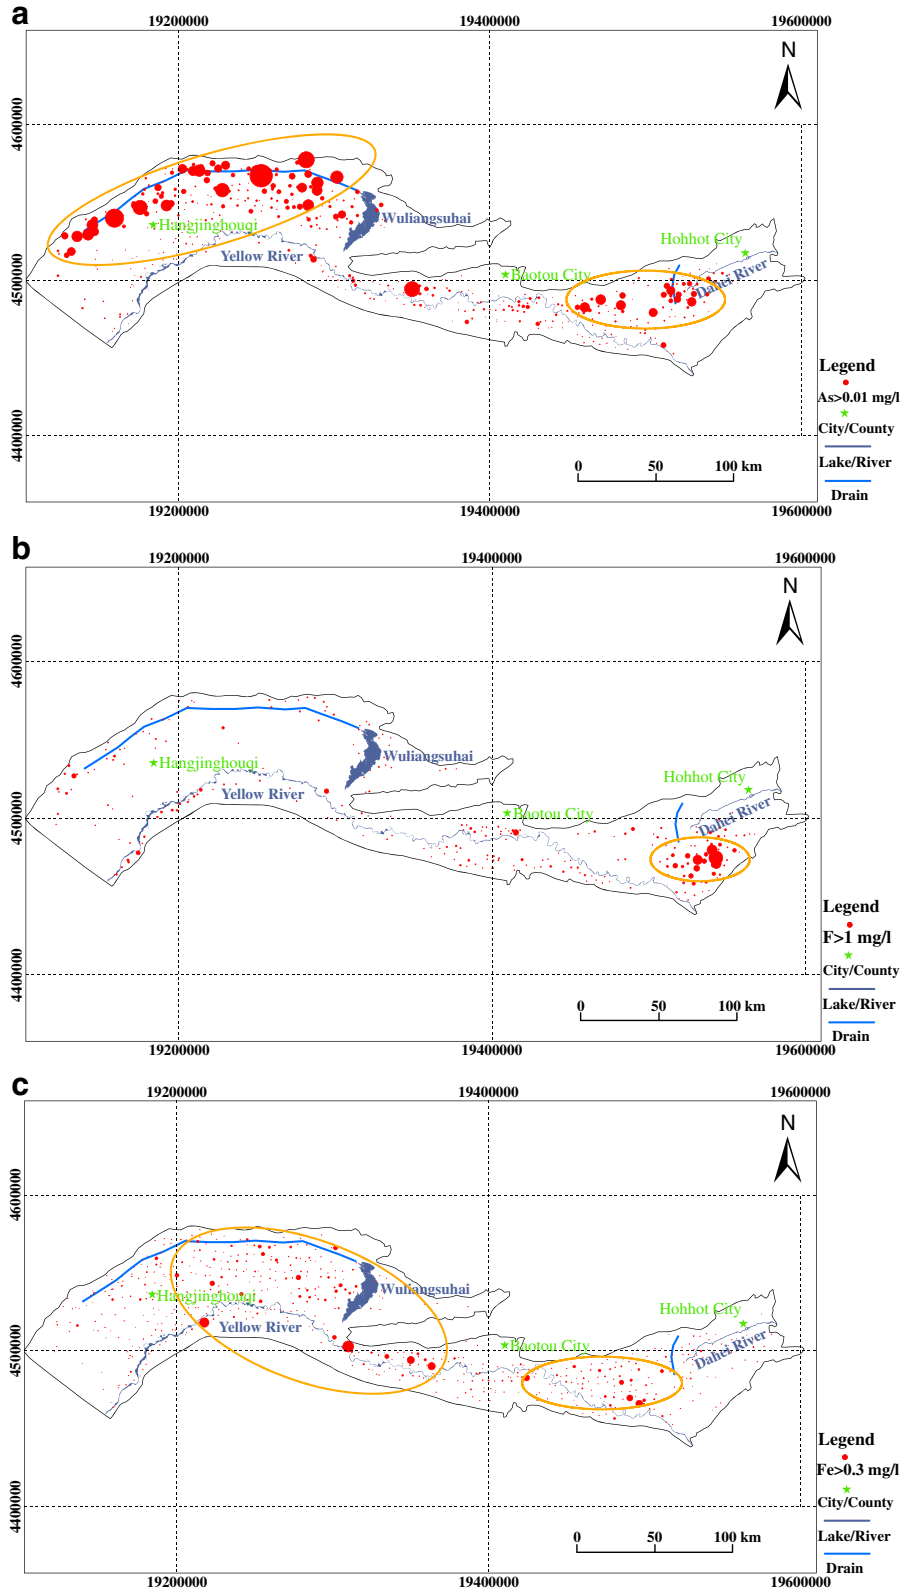 a
19200000
19400000
19600000
N
4600000
Hangjinghouqi
Wuliangsuhai
Yellow River
Hohhot City
Baotou City
Dahei River
4500000
Legend
As>0.01 mg/l
City/County
4400000
Lake/River
0 50 100 km
Drain
19200000
19400000
19600000
b
19200000
19400000
19600000
N
4600000
Hangjinghouqi
Wuliangsuhai
Yellow River
Hohhot City
Baotou City
Dahei River
4500000
Legend
F>1 mg/l
City/County
4400000
Lake/River
0 50 100 km
Drain
19200000
19400000
19600000
c
19200000
19400000
19600000
N
4600000
Hangjinghouqi
Wuliangsuhai
Yellow River
Hohhot City
Baotou City
Dahei River
4500000
Legend
Fe>0.3 mg/l
City/County
4400000
Lake/River
0 50 100 km
Drain
19200000
19400000
19600000